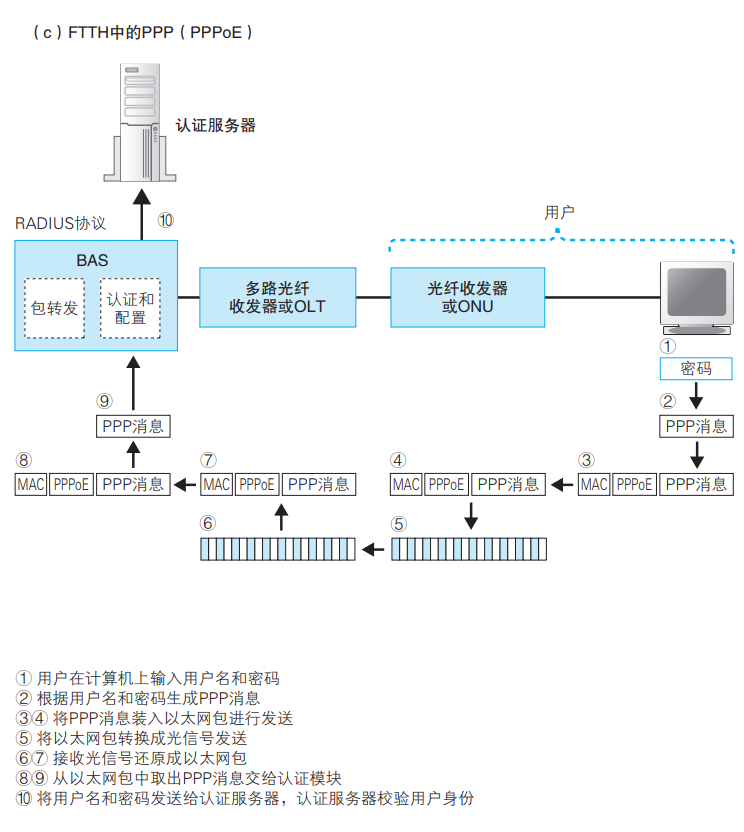 （c）FTTH中的PPP（PPPoE）
认证服务器
⑩
RADIUS协议
用户
BAS
包转发
认证和
配置
多路光纤
收发器或OLT
光纤收发器
或ONU
①
密码
⑨
②
PPP消息
PPP消息
⑧
⑦
④
③
MAC PPPoE PPP消息
MAC PPPoE PPP消息
MAC PPPoE PPP消息
MAC PPPoE PPP消息
⑥
⑤
① 用户在计算机上输入用户名和密码
② 根据用户名和密码生成PPP消息
③④ 将PPP消息装入以太网包进行发送
⑤ 将以太网包转换成光信号发送
⑥⑦ 接收光信号还原成以太网包
⑧⑨ 从以太网包中取出PPP消息交给认证模块
⑩ 将用户名和密码发送给认证服务器，认证服务器校验用户身份